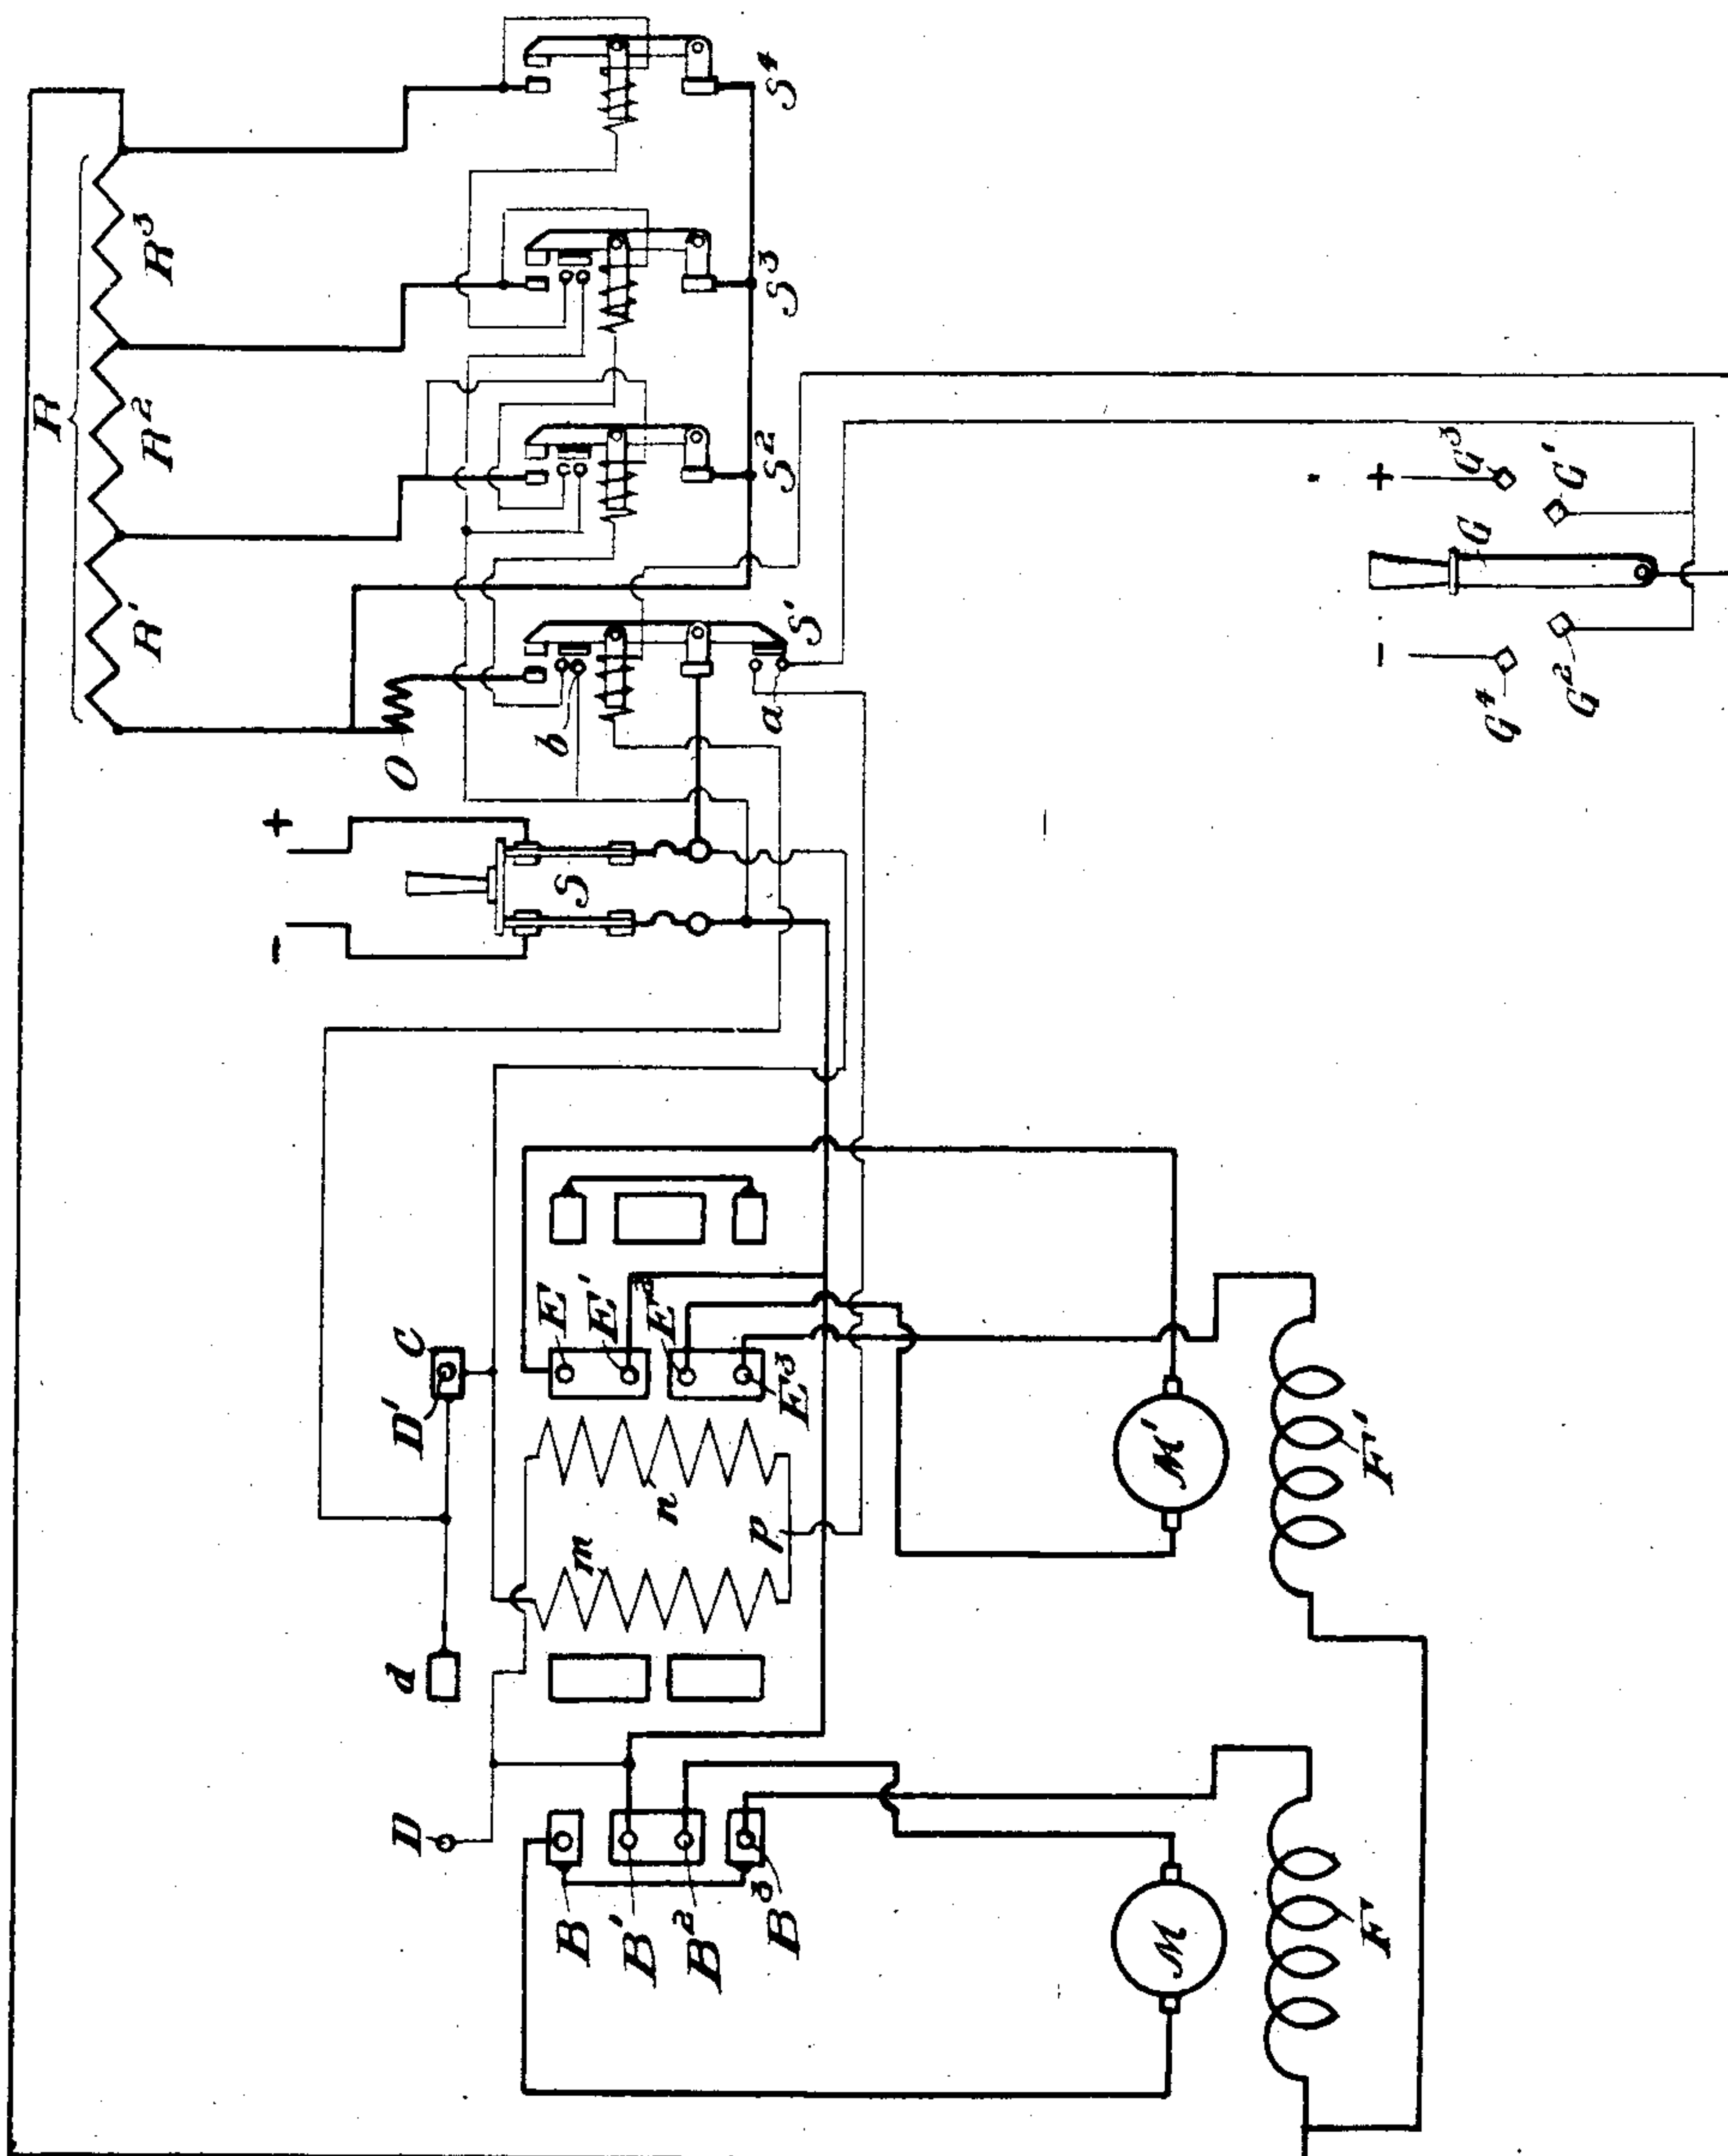 R
R' R² R³
O
b
a
S' S² S³ S⁴
+
-
S
- +
G⁴ G² G G' G³
D d D' C
m n p
B
B'
B²
B³
E
E'
E²
E³
M M'
F F'